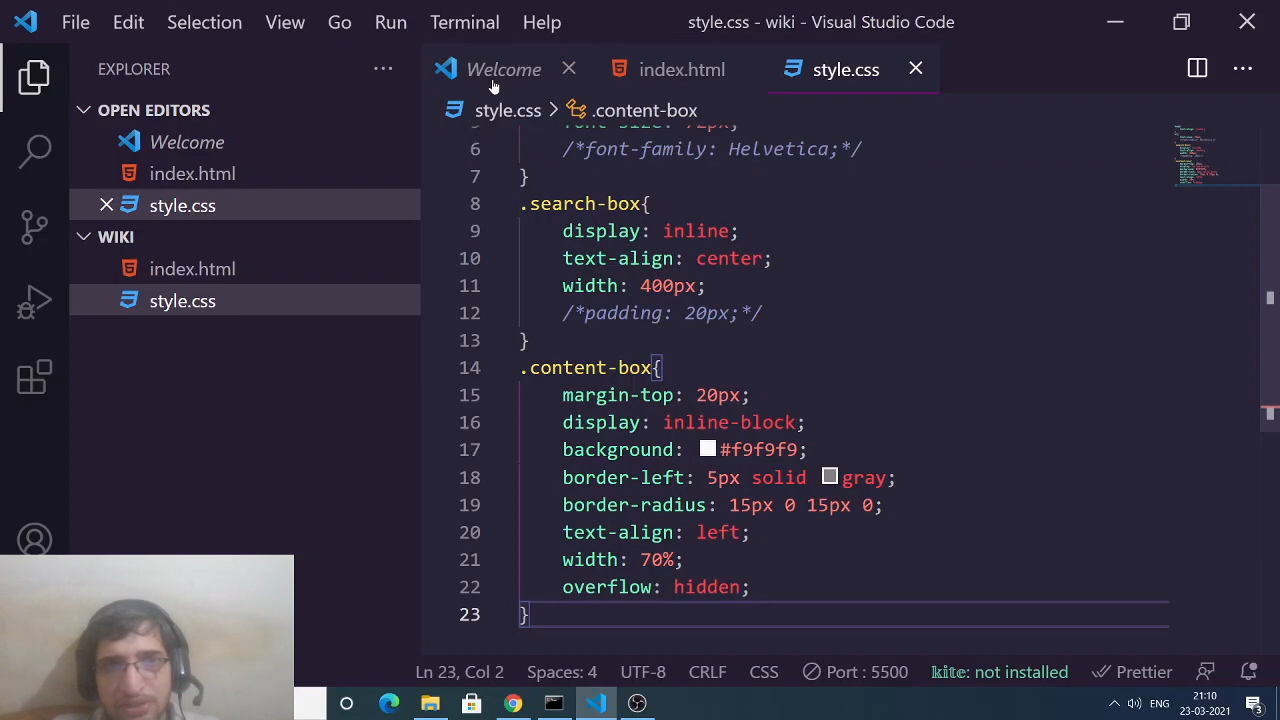 File Edit Selection View Go Run Terminal Help style.css - wiki - Visual Studio Code
EXPLORER
Welcome index.html style.css
style.css > .content-box
OPEN EDITORS
Welcome
index.html
style.css
WIKI
index.html
style.css
6 /*font-family: Helvetica;*/
7 }
8 .search-box{
9 display: inline;
10 text-align: center;
11 width: 400px;
12 /*padding: 20px;*/
13 }
14 .content-box{
15 margin-top: 20px;
16 display: inline-block;
17 background: #f9f9f9;
18 border-left: 5px solid gray;
19 border-radius: 15px 0 15px 0;
20 text-align: left;
21 width: 70%;
22 overflow: hidden;
23 }
Ln 23, Col 2 Spaces: 4 UTF-8 CRLF CSS Port : 5500 kite: not installed Prettier
ENG 21:10
23-03-2021 3